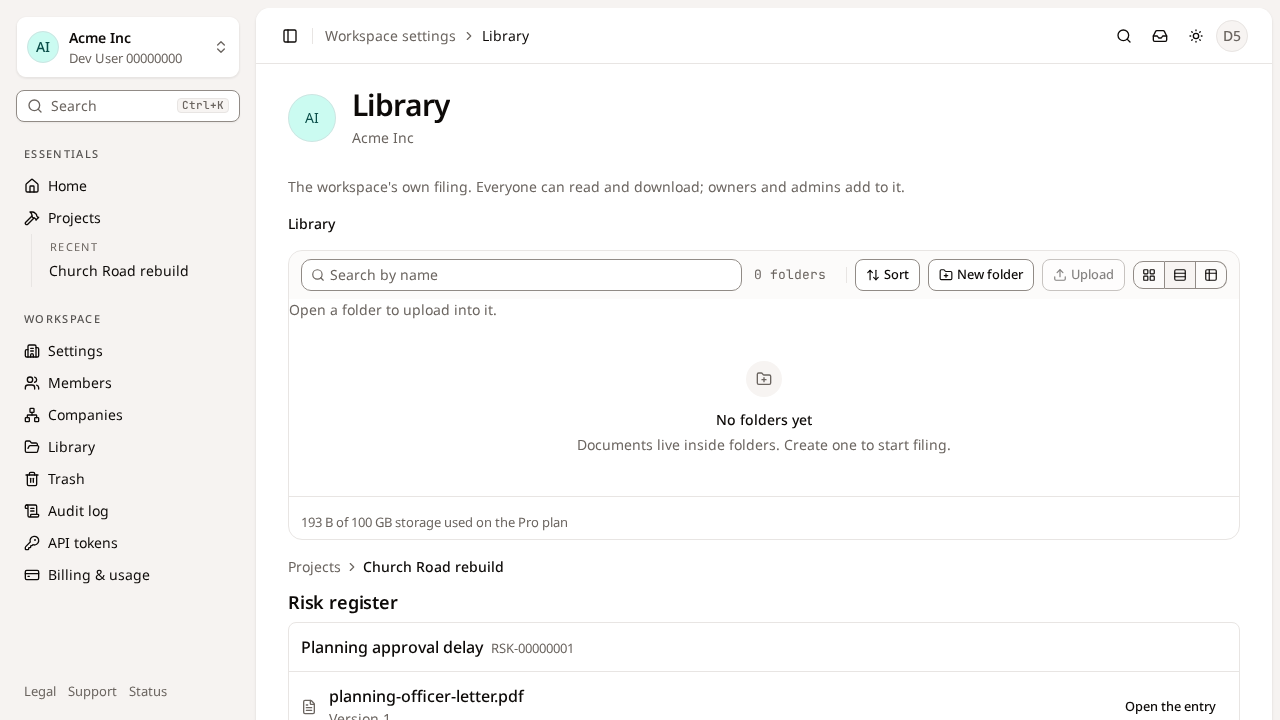 AI
Acme Inc
Dev User 00000000
Search
Ctrl+K
ESSENTIALS
Home
Projects
RECENT
Church Road rebuild
WORKSPACE
Settings
Members
Companies
Library
Trash
Audit log
API tokens
Billing & usage
Legal Support Status
Workspace settings > Library
D5
AI
Library
Acme Inc
The workspace's own filing. Everyone can read and download; owners and admins add to it.
Library
Search by name
0 folders
Sort
New folder
Upload
Open a folder to upload into it.
No folders yet
Documents live inside folders. Create one to start filing.
193 B of 100 GB storage used on the Pro plan
Projects > Church Road rebuild
Risk register
Planning approval delay RSK-00000001
planning-officer-letter.pdf
Version 1
Open the entry